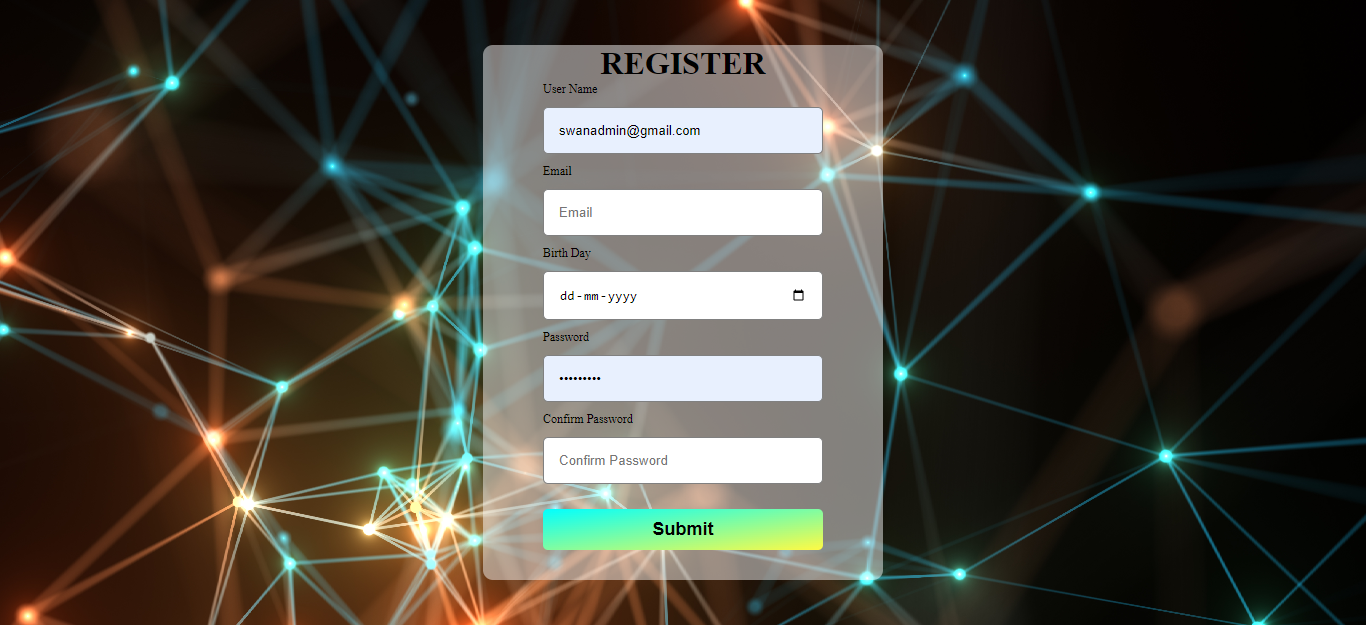 REGISTER
User Name
swanadmin@gmail.com
Email
Email
Birth Day
dd-mm-yyyy
Password
•••••••••
Confirm Password
Confirm Password
Submit